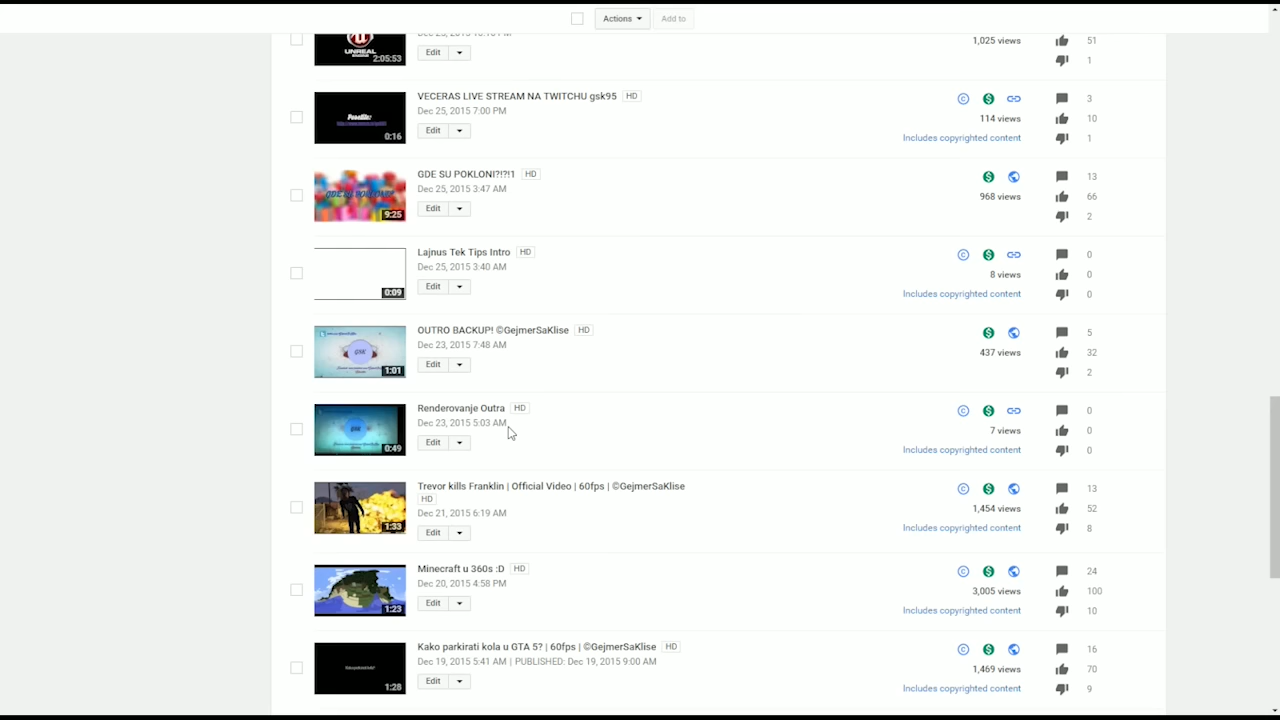 Actions
Add to
UNREAL
2:05:53
Edit
1,025 views
51
1
VECERAS LIVE STREAM NA TWITCHU gsk95 HD
Dec 25, 2015 7:00 PM
Edit
0:16
114 views
Includes copyrighted content
3
10
1
GDE SU POKLONI?!?!1 HD
Dec 25, 2015 3:47 AM
Edit
9:25
968 views
13
66
2
Lajnus Tek Tips Intro HD
Dec 25, 2015 3:40 AM
Edit
0:09
8 views
Includes copyrighted content
0
0
0
OUTRO BACKUP! ©GejmerSaKlise HD
Dec 23, 2015 7:48 AM
Edit
GSK
1:01
437 views
5
32
2
Renderovanje Outra HD
Dec 23, 2015 5:03 AM
Edit
GSK
0:49
7 views
Includes copyrighted content
0
0
0
Trevor kills Franklin | Official Video | 60fps | ©GejmerSaKlise
HD
Dec 21, 2015 6:19 AM
Edit
1:33
1,454 views
Includes copyrighted content
13
52
8
Minecraft u 360s :D HD
Dec 20, 2015 4:58 PM
Edit
1:23
3,005 views
Includes copyrighted content
24
100
10
Kako parkirati kola u GTA 5? | 60fps | ©GejmerSaKlise HD
Dec 19, 2015 5:41 AM | PUBLISHED: Dec 19, 2015 9:00 AM
Edit
1:28
1,469 views
Includes copyrighted content
16
70
9